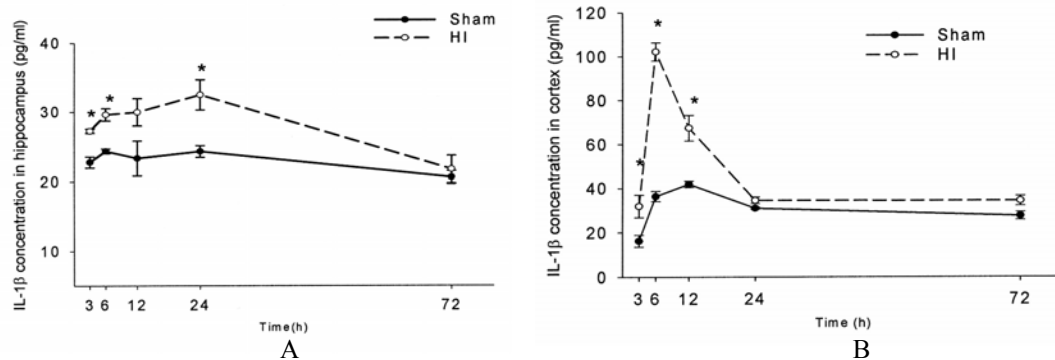 IL-1β concentration in hippocampus (pg/ml)
40
30
20
10
Sham
HI
*
*
*
3 6 12 24 72
Time(h)
A
IL-1β concentration in cortex (pg/ml)
120
100
80
60
40
20
0
Sham
HI
*
*
*
3 6 12 24 72
Time(h)
B